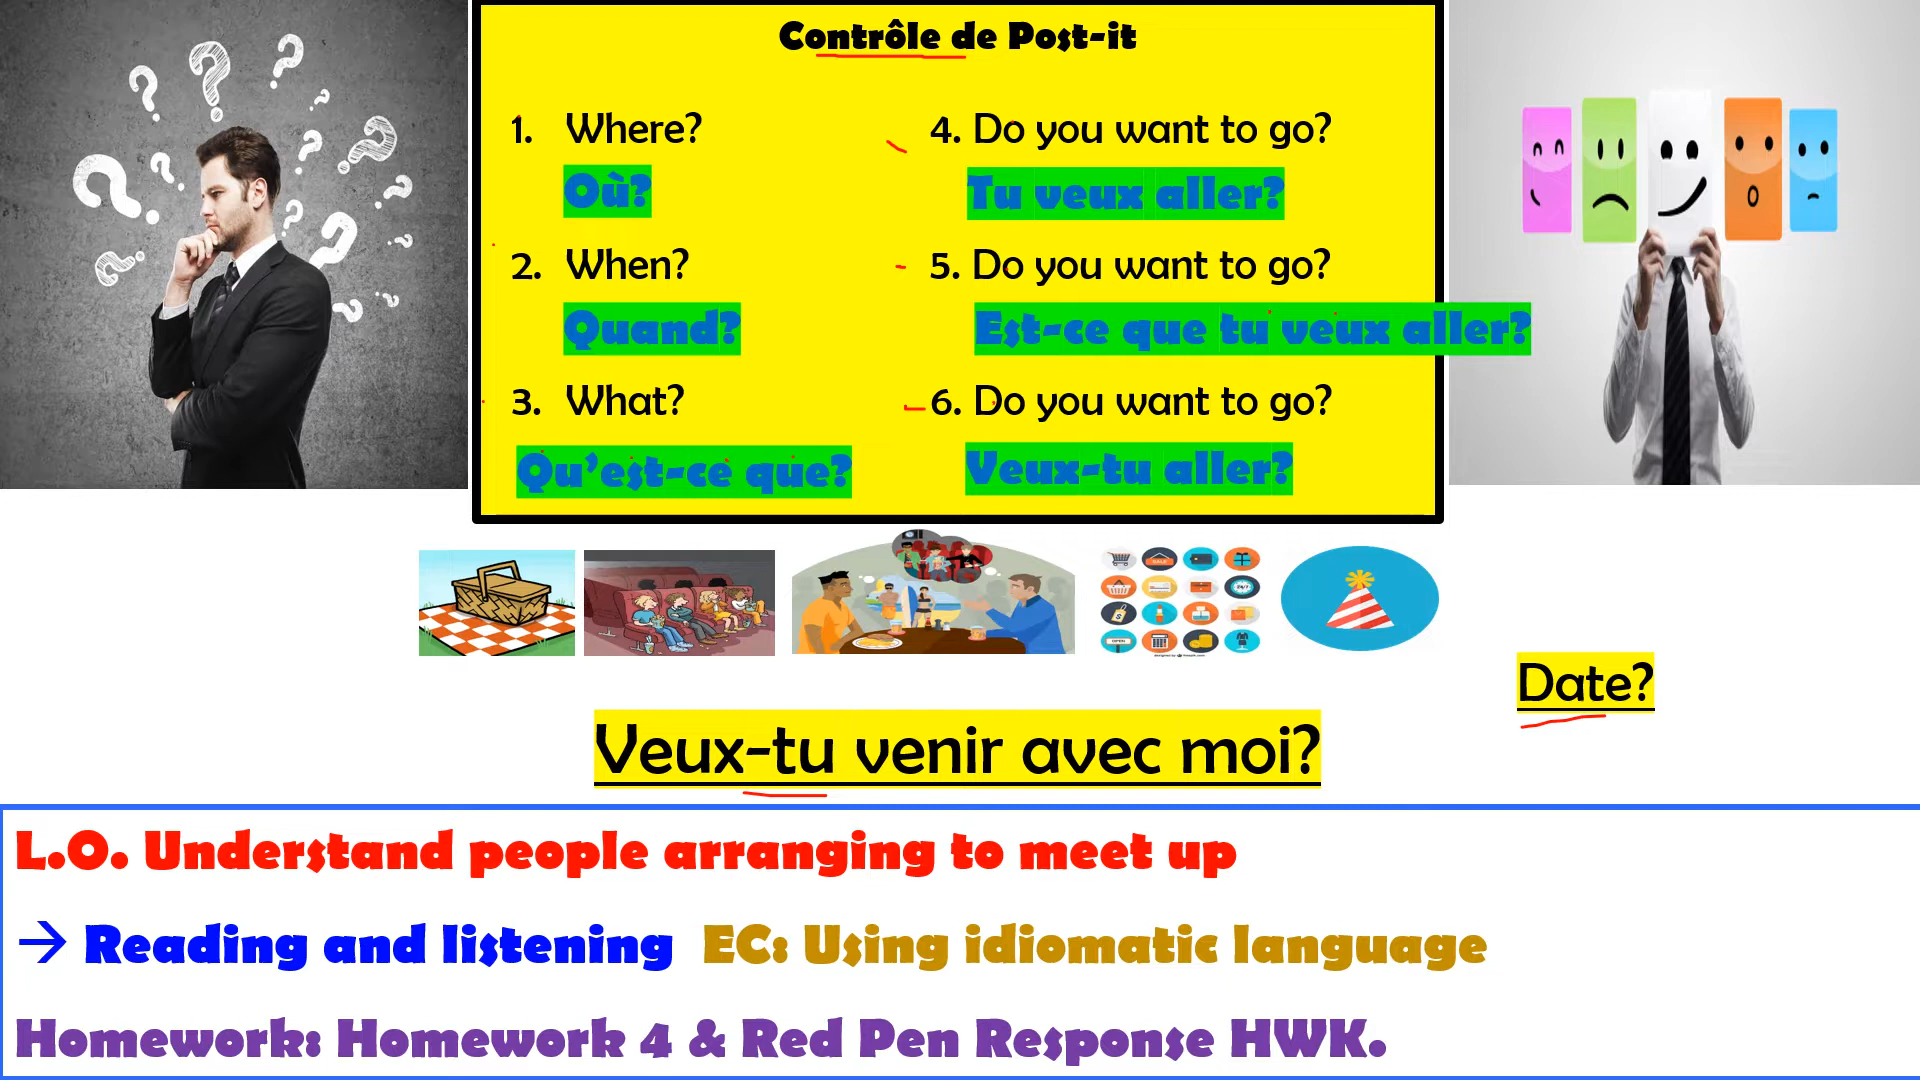 Contrôle de Post-it
1. Where?
Où?
2. When?
Quand?
3. What?
Qu'est-ce que?
4. Do you want to go?
Tu veux aller?
5. Do you want to go?
Est-ce que tu veux aller?
6. Do you want to go?
Veux-tu aller?
Date?
Veux-tu venir avec moi?
L.O. Understand people arranging to meet up
→ Reading and listening EC: Using idiomatic language
Homework: Homework 4 & Red Pen Response HWK.